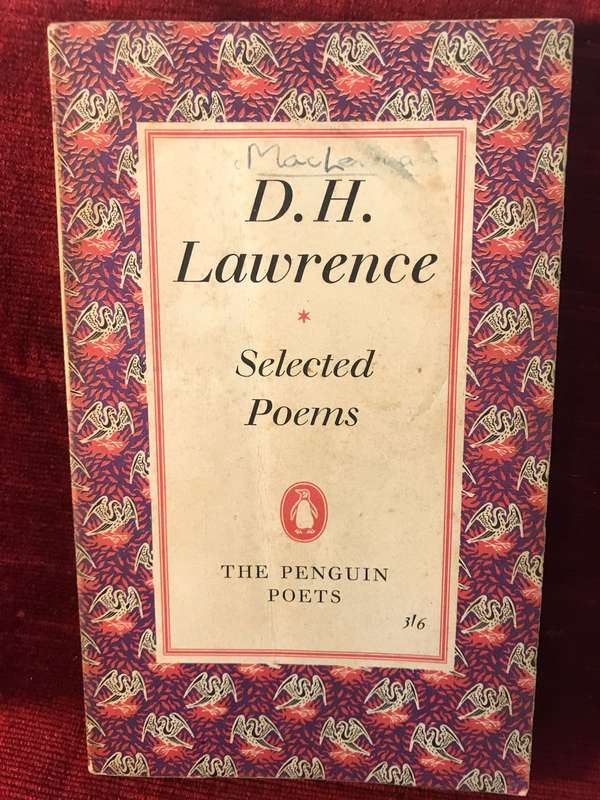 D. H.
Lawrence
Selected
Poems
THE PENGUIN
POETS
3/6